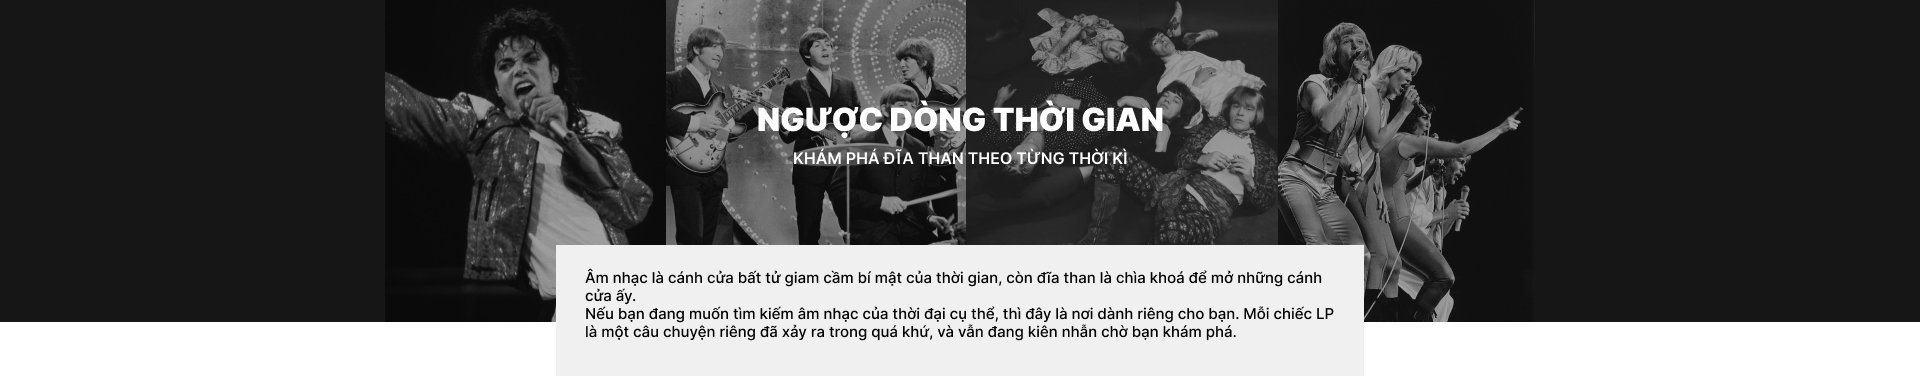 NGƯỢC DÒNG THỜI GIAN
KHÁM PHÁ ĐĨA THAN THEO TỪNG THỜI KÌ
Âm nhạc là cánh cửa bất tử giam cầm bí mật của thời gian, còn đĩa than là chìa khoá để mở những cánh
cửa ấy.
Nếu bạn đang muốn tìm kiếm âm nhạc của thời đại cụ thể, thì đây là nơi dành riêng cho bạn. Mỗi chiếc LP
là một câu chuyện riêng đã xảy ra trong quá khứ, và vẫn đang kiên nhẫn chờ bạn khám phá.